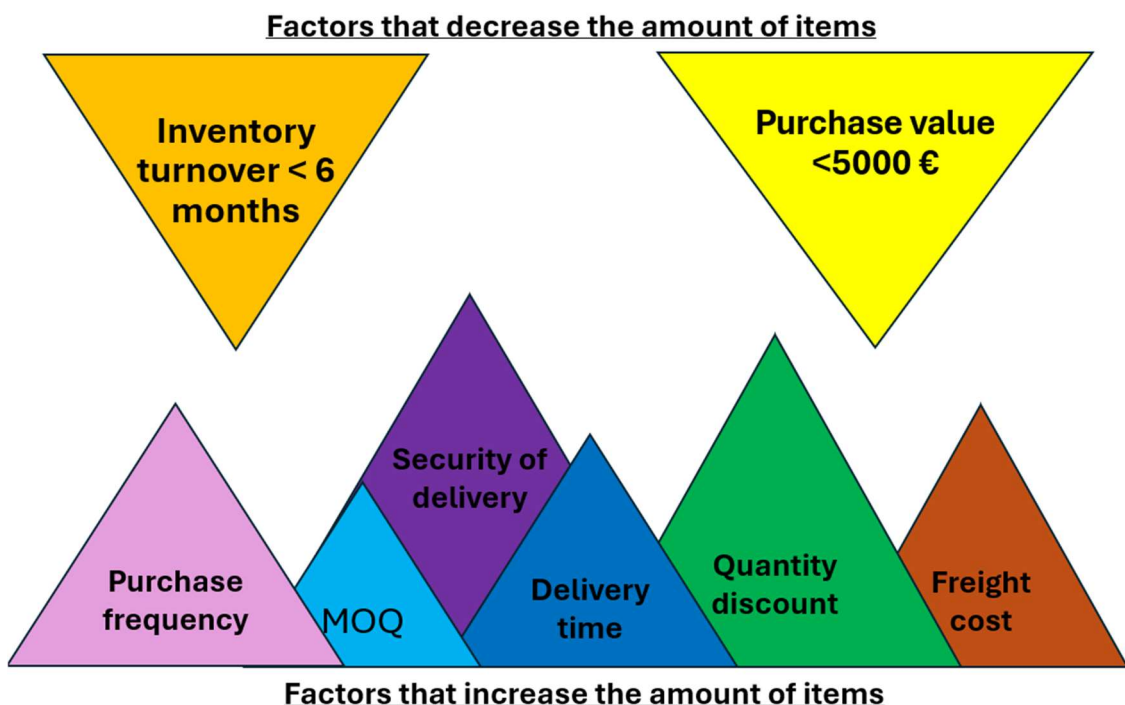 Factors that decrease the amount of items
Inventory
turnover < 6
months
Purchase value
<5000 €
Security of
delivery
Purchase
frequency
MOQ
Delivery
time
Quantity
discount
Freight
cost
Factors that increase the amount of items